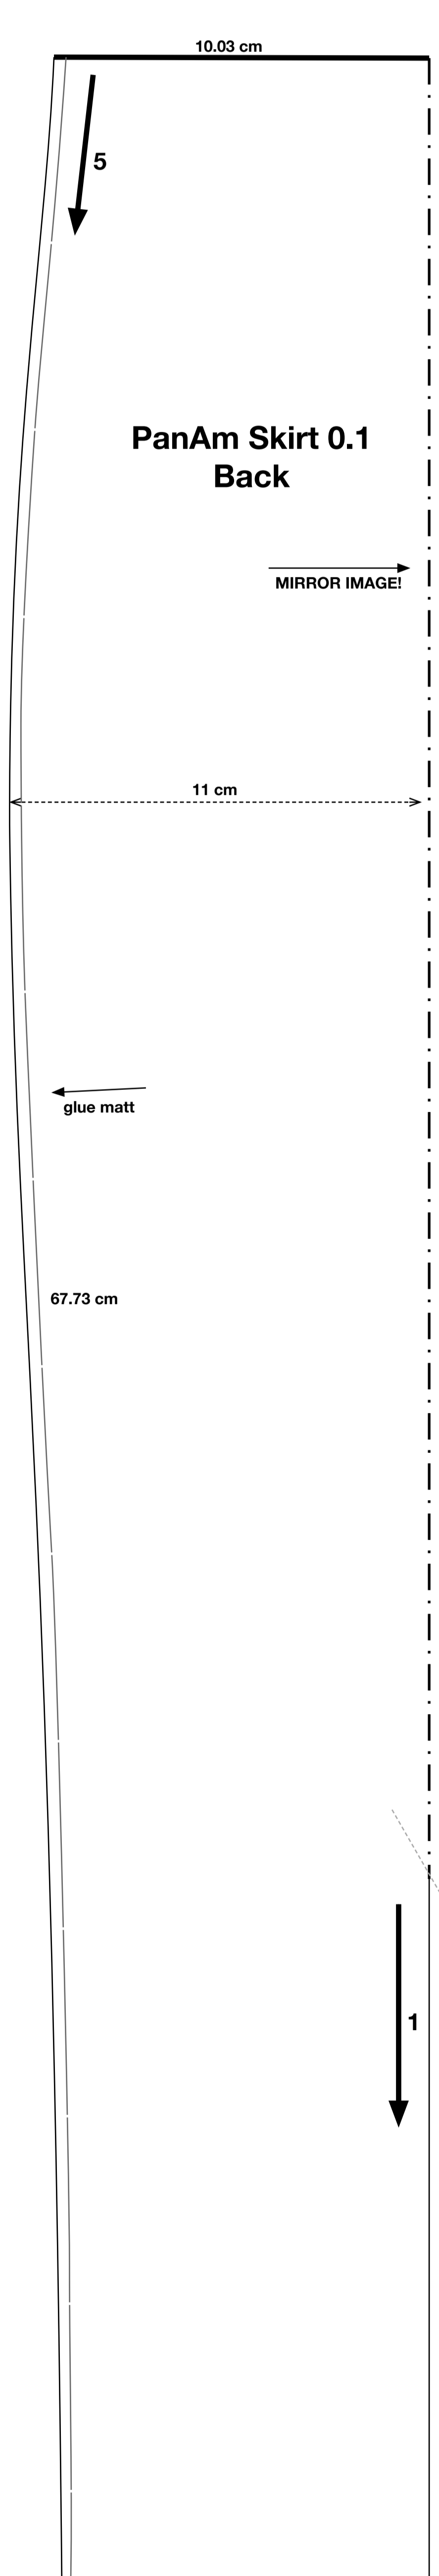 10.03 cm
5
PanAm Skirt 0.1
Back
MIRROR IMAGE!
11 cm
glue matt
67.73 cm
1